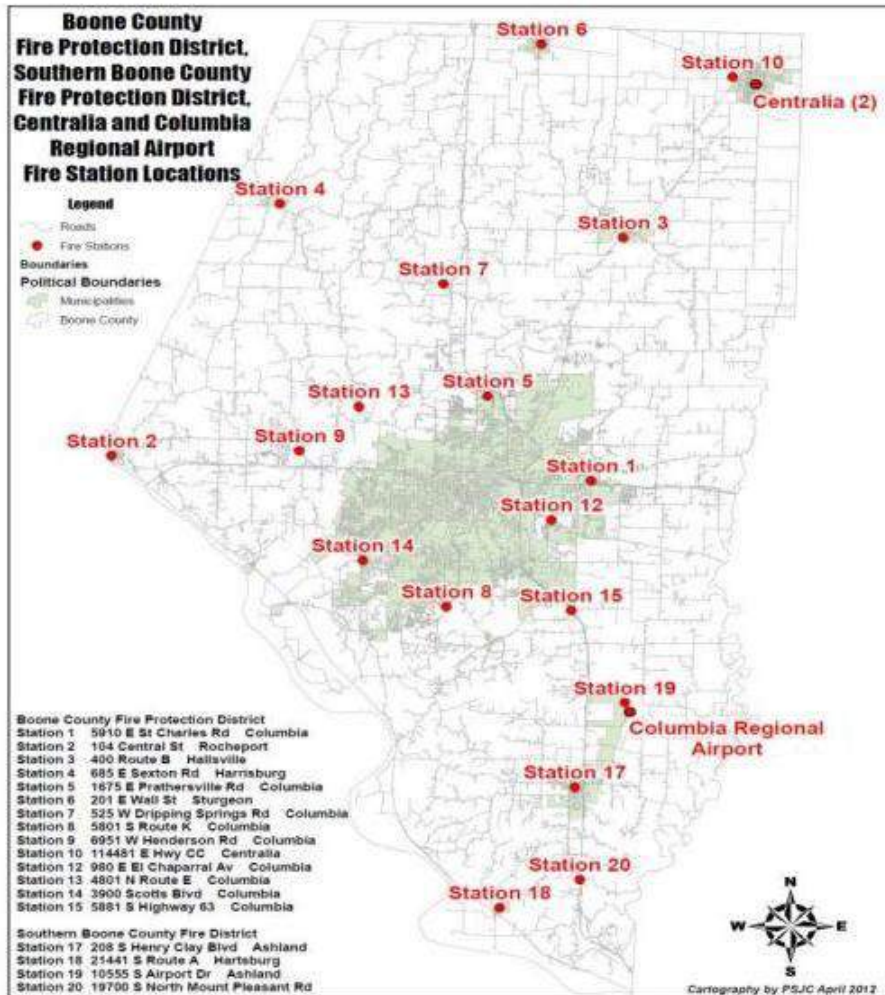 Boone County
Fire Protection District,
Southern Boone County
Fire Protection District,
Centralia and Columbia
Regional Airport
Fire Station Locations
Legend
Roads
Fire Stations
Boundaries
Political Boundaries
Municipalities
Boone County
Station 6
Station 10
Centralia (2)
Station 4
Station 3
Station 7
Station 5
Station 13
Station 9
Station 2
Station 1
Station 12
Station 14
Station 8
Station 15
Station 19
Columbia Regional
Airport
Station 17
Station 20
Station 18
Boone County Fire Protection District
Station 1 5910 E St Charles Rd Columbia
Station 2 104 Central St Rocheport
Station 3 400 Route B Hallsville
Station 4 685 E Sexton Rd Harrisburg
Station 5 1675 E Prathersville Rd Columbia
Station 6 201 E Wall St Sturgeon
Station 7 525 W Dripping Springs Rd Columbia
Station 8 5801 S Route K Columbia
Station 9 6951 W Henderson Rd Columbia
Station 10 114481 E Hwy CC Centralia
Station 12 980 E El Chaparral Av Columbia
Station 13 4801 N Route E Columbia
Station 14 3900 Scotts Blvd Columbia
Station 15 5881 S Highway 63 Columbia
Southern Boone County Fire District
Station 17 208 S Henry Clay Blvd Ashland
Station 18 21441 S Route A Hartsburg
Station 19 10555 S Airport Dr Ashland
Station 20 19700 S North Mount Pleasant Rd
N
W E
S
Cartography by PSJC April 2012